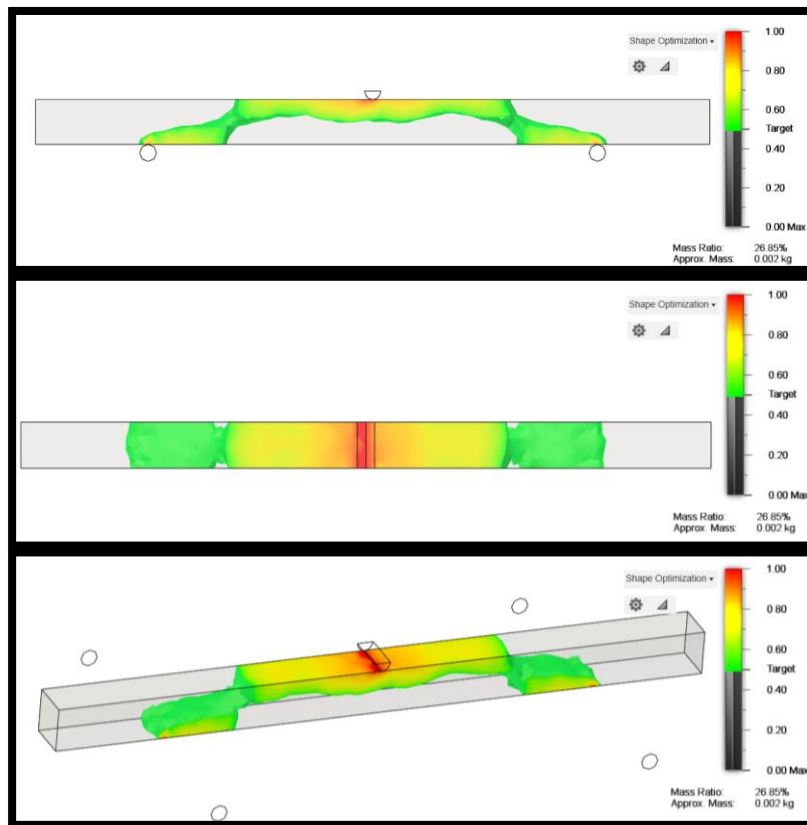 Shape Optimization
1.00
0.80
0.60
Target
0.40
0.20
0.00 Max
Mass Ratio: 26.85%
Approx. Mass: 0.002 kg
Shape Optimization
1.00
0.80
0.60
Target
0.40
0.20
0.00 Max
Mass Ratio: 26.85%
Approx. Mass: 0.002 kg
Shape Optimization
1.00
0.80
0.60
Target
0.40
0.20
0.00 Max
Mass Ratio: 26.85%
Approx. Mass: 0.002 kg